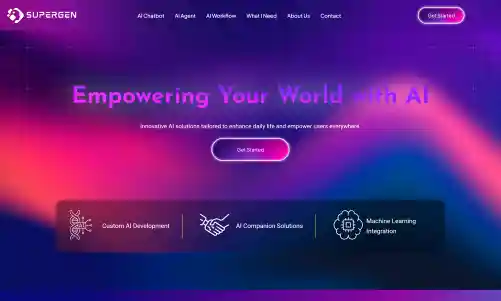 SUPERGEN
AI Chatbot
AI Agent
AI Workflow
What I Need
About Us
Contact
Get Started
Empowering Your World with AI
Innovative AI solutions tailored to enhance daily life and empower users everywhere
Get Started
Custom AI Development
AI Companion Solutions
Machine Learning
Integration